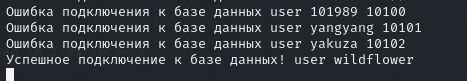 Ошибка подключения к базе данных user 101989 10100
Ошибка подключения к базе данных user yangyang 10101
Ошибка подключения к базе данных user yakuza 10102
Успешное подключение к базе данных! user wildflower